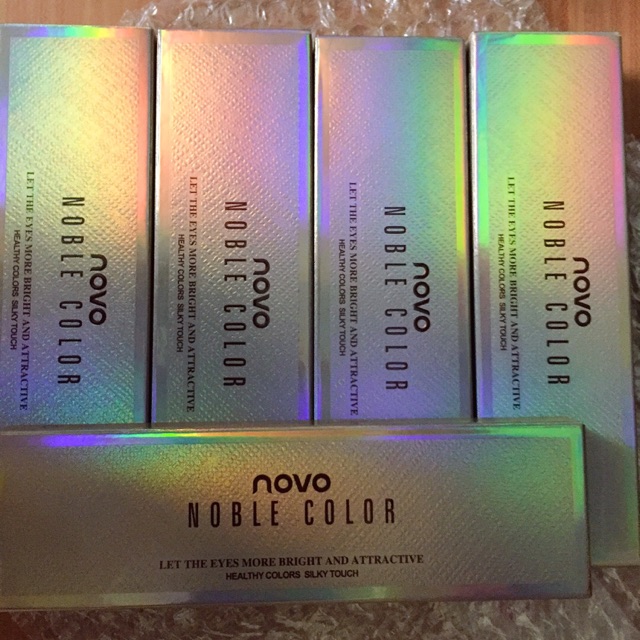 novo
NOBLE COLOR
LET THE EYES MORE BRIGHT AND ATTRACTIVE
HEALTHY COLORS SILKY TOUCH
novo
NOBLE COLOR
LET THE EYES MORE BRIGHT AND ATTRACTIVE
HEALTHY COLORS SILKY TOUCH
novo
NOBLE COLOR
LET THE EYES MORE BRIGHT AND ATTRACTIVE
HEALTHY COLORS SILKY TOUCH
novo
NOBLE COLOR
LET THE EYES MORE BRIGHT AND ATTRACTIVE
HEALTHY COLORS SILKY TOUCH
novo
NOBLE COLOR
LET THE EYES MORE BRIGHT AND ATTRACTIVE
HEALTHY COLORS SILKY TOUCH